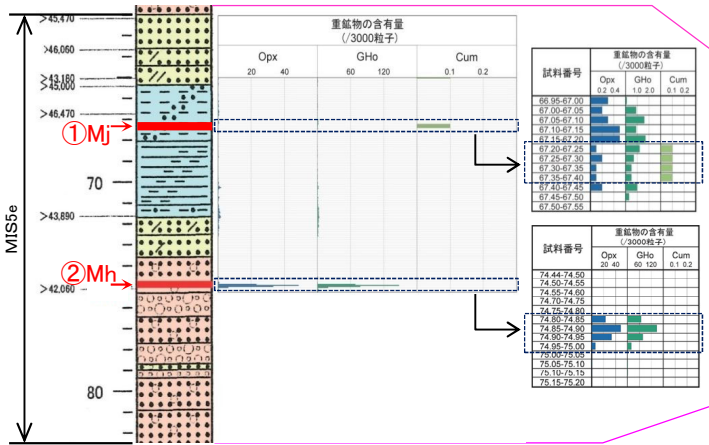 MIS5e
>45,470
>46,060
>43,160
>45,000
>46,470
①Mj
70
>43,890
②Mh
>42,060
80
重鉱物の含有量
(/3000粒子)
Opx GHo Cum
20 40 60 120 0.1 0.2
試料番号
重鉱物の含有量
(/3000粒子)
Opx GHo Cum
0.2 0.4 1.0 2.0 0.1 0.2
66.95-67.00
67.00-67.05
67.05-67.10
67.10-67.15
67.15-67.20
67.20-67.25
67.25-67.30
67.30-67.35
67.35-67.40
67.40-67.45
67.45-67.50
67.50-67.55
試料番号
重鉱物の含有量
(/3000粒子)
Opx GHo Cum
20 40 60 120 0.1 0.2
74.44-74.50
74.50-74.55
74.55-74.60
74.70-74.75
74.75-74.80
74.80-74.85
74.85-74.90
74.90-74.95
74.95-75.00
75.00-75.05
75.05-75.10
75.10-75.15
75.15-75.20